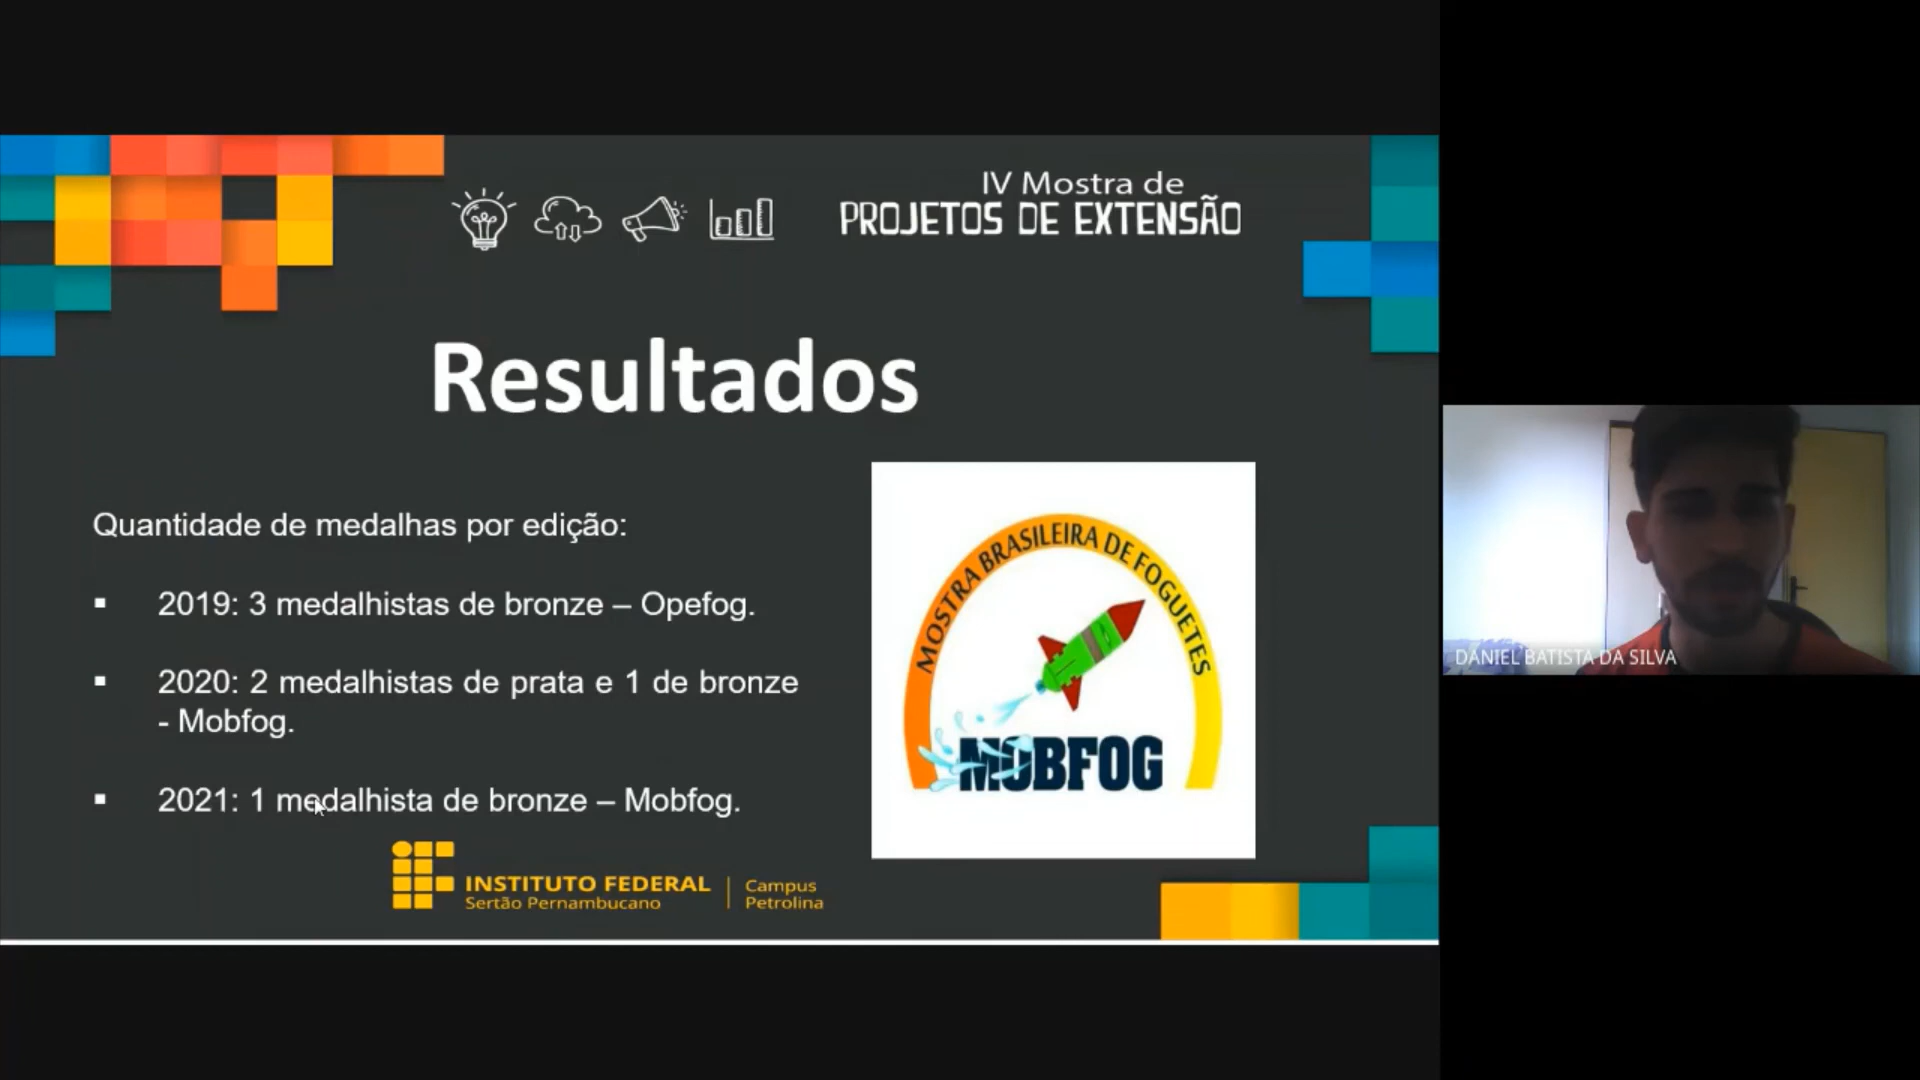 IV Mostra de
PROJETOS DE EXTENSÃO
Resultados
Quantidade de medalhas por edição:
▪ 2019: 3 medalhistas de bronze – Opefog.
▪ 2020: 2 medalhistas de prata e 1 de bronze
- Mobfog.
▪ 2021: 1 medalhista de bronze – Mobfog.
MOSTRA BRASILEIRA DE FOGUETES
MOBFOG
INSTITUTO FEDERAL
Sertão Pernambucano
Campus
Petrolina
DANIEL BATISTA DA SILVA